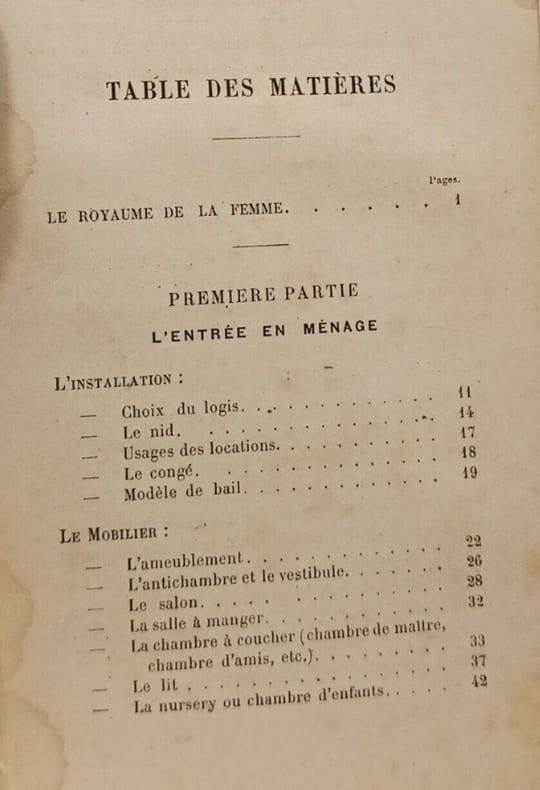 TABLE DES MATIÈRES
Pages.
LE ROYAUME DE LA FEMME. . . . . . 1
PREMIERE PARTIE
L'ENTRÉE EN MÉNAGE
L'INSTALLATION :
— Choix du logis. . . . . . . . . . . . 11
— Le nid. . . . . . . . . . . . . . 14
— Usages des locations. . . . . . . . . 17
— Le congé. . . . . . . . . . . . 18
— Modèle de bail. . . . . . . . . . . 19
LE MOBILIER :
— L'ameublement . . . . . . . . . . . 22
— L'antichambre et le vestibule. . . . . . 26
— Le salon. . . . . . . . . . . . . 28
— La salle à manger. . . . . . . . . . 32
— La chambre à coucher (chambre de maître,
chambre d'amis, etc.). . . . . . . . 33
— Le lit . . . . . . . . . . . . . . 37
— La nursery ou chambre d'enfants. . . . . 42